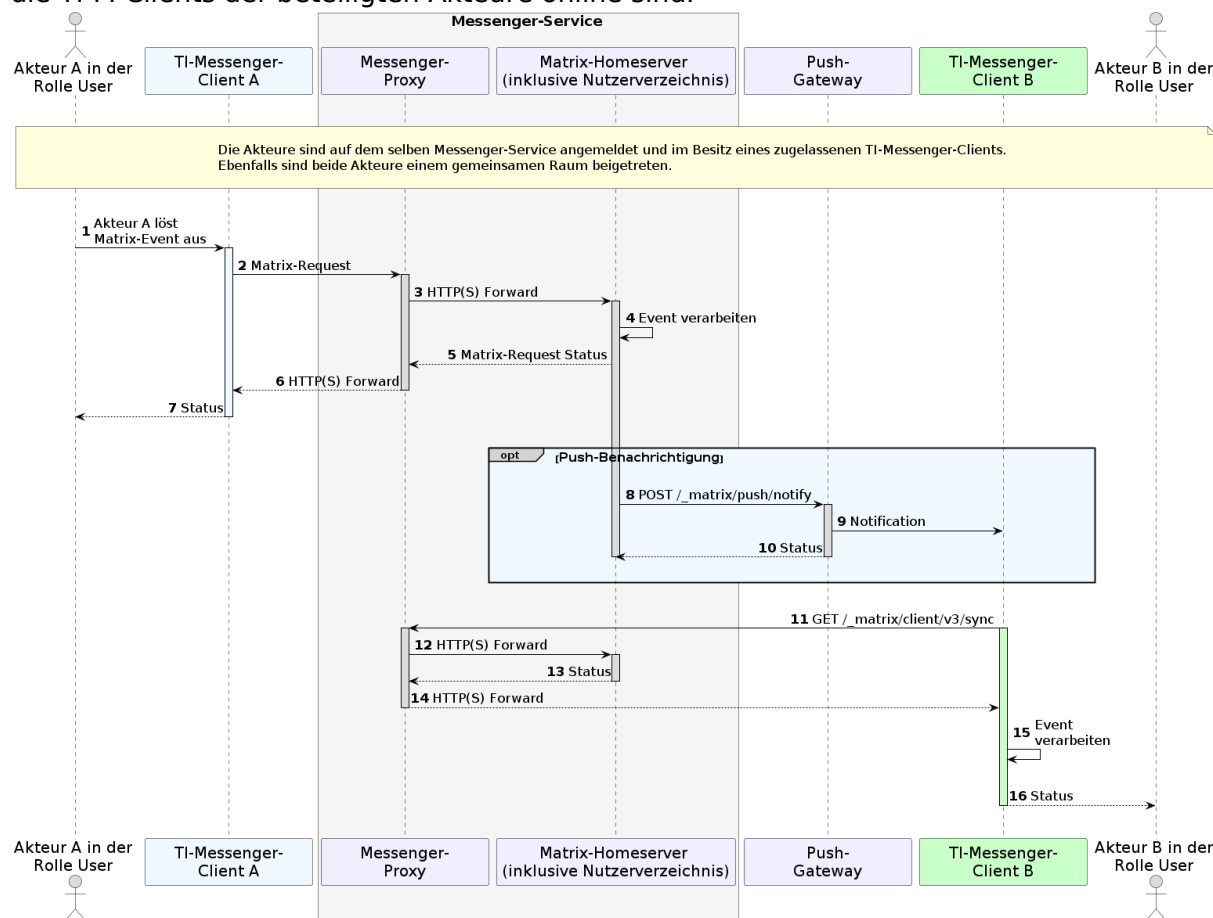 die TI-M Clients der beteiligten Akteure online sind.
Messenger-Service
Akteur A in der
Rolle User
TI-Messenger-
Client A
Messenger-
Proxy
Matrix-Homeserver
(inklusive Nutzerverzeichnis)
Push-
Gateway
TI-Messenger-
Client B
Akteur B in der
Rolle User
Die Akteure sind auf dem selben Messenger-Service angemeldet und im Besitz eines zugelassenen TI-Messenger-Clients.
Ebenfalls sind beide Akteure einem gemeinsamen Raum beigetreten.
1 Akteur A löst
Matrix-Event aus
2 Matrix-Request
3 HTTP(S) Forward
4 Event verarbeiten
5 Matrix-Request Status
6 HTTP(S) Forward
7 Status
opt [Push-Benachrichtigung]
8 POST /_matrix/push/notify
9 Notification
10 Status
11 GET /_matrix/client/v3/sync
12 HTTP(S) Forward
13 Status
14 HTTP(S) Forward
15 Event
verarbeiten
16 Status
Akteur A in der
Rolle User
TI-Messenger-
Client A
Messenger-
Proxy
Matrix-Homeserver
(inklusive Nutzerverzeichnis)
Push-
Gateway
TI-Messenger-
Client B
Akteur B in der
Rolle User